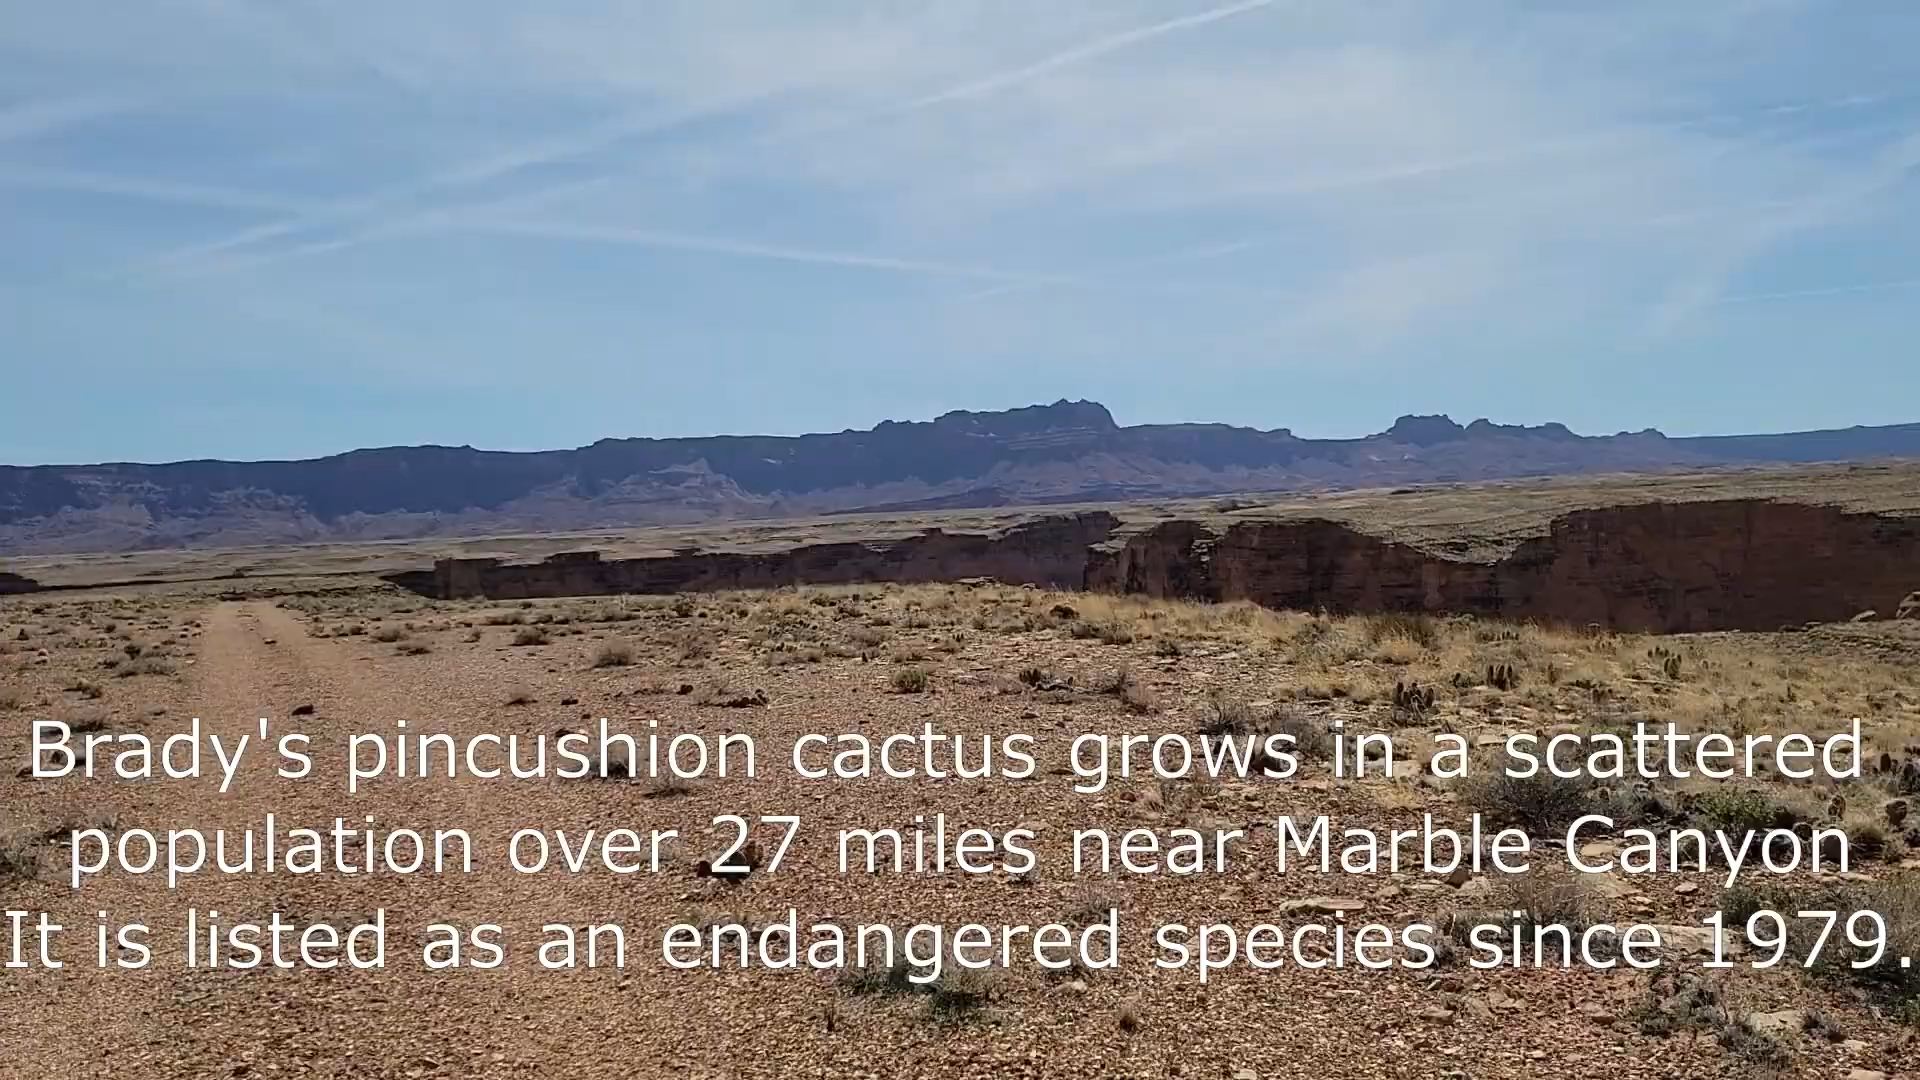 Brady's pincushion cactus grows in a scattered
population over 27 miles near Marble Canyon
It is listed as an endangered species since 1979.